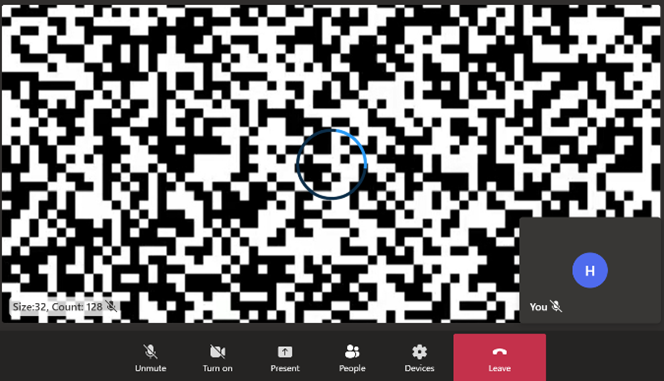 Size:32, Count: 128
H
You
Unmute
Turn on
Present
People
Devices
Leave